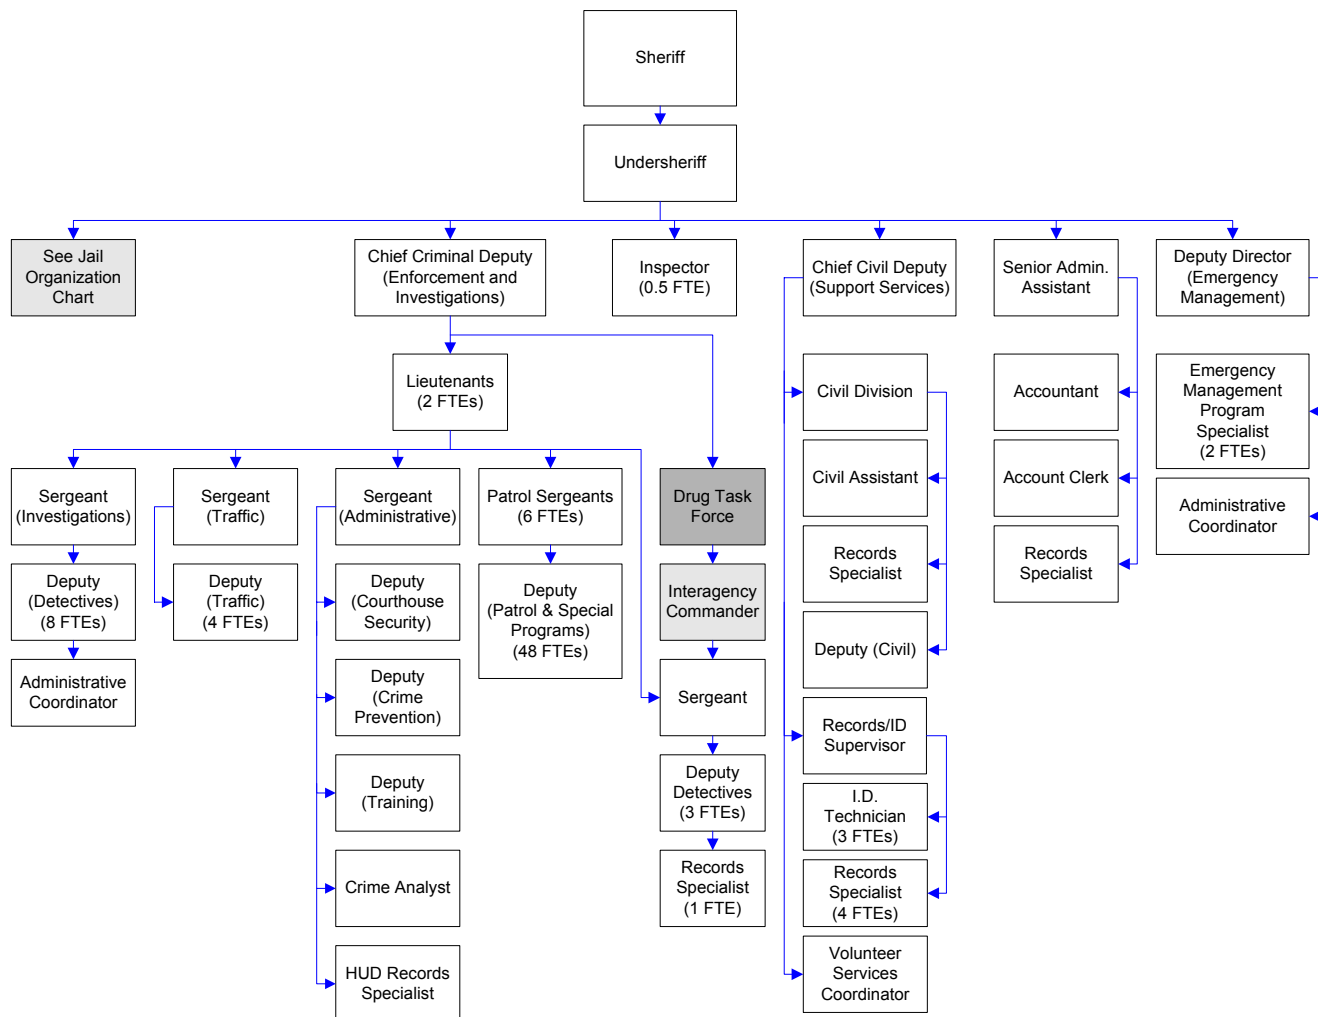 Sheriff
Undersheriff
See Jail
Organization
Chart
Chief Criminal Deputy
(Enforcement and
Investigations)
Inspector
(0.5 FTE)
Chief Civil Deputy
(Support Services)
Senior Admin.
Assistant
Deputy Director
(Emergency
Management)
Lieutenants
(2 FTEs)
Civil Division
Accountant
Emergency
Management
Program
Specialist
(2 FTEs)
Sergeant
(Investigations)
Sergeant
(Traffic)
Sergeant
(Administrative)
Patrol Sergeants
(6 FTEs)
Drug Task
Force
Civil Assistant
Account Clerk
Administrative
Coordinator
Deputy
(Detectives)
(8 FTEs)
Deputy
(Traffic)
(4 FTEs)
Deputy
(Courthouse
Security)
Deputy
(Patrol & Special
Programs)
(48 FTEs)
Interagency
Commander
Records
Specialist
Records
Specialist
Administrative
Coordinator
Deputy
(Crime
Prevention)
Sergeant
Deputy (Civil)
Records/ID
Supervisor
Deputy
(Training)
Deputy
Detectives
(3 FTEs)
I.D.
Technician
(3 FTEs)
Crime Analyst
Records
Specialist
(1 FTE)
Records
Specialist
(4 FTEs)
HUD Records
Specialist
Volunteer
Services
Coordinator